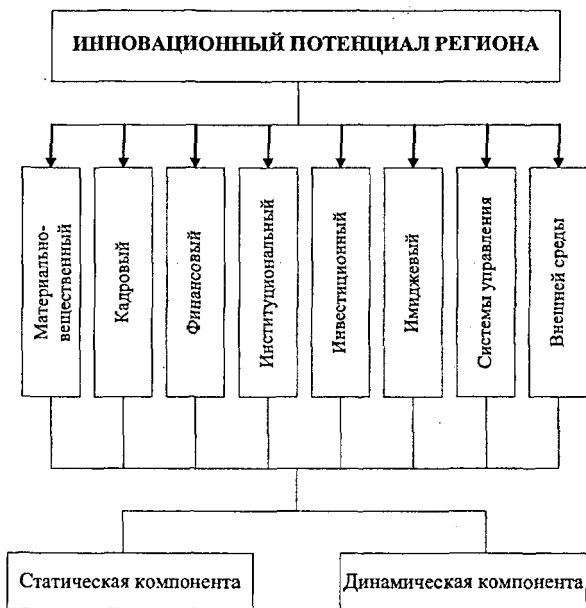 ИННОВАЦИОННЫЙ ПОТЕНЦИАЛ РЕГИОНА
Материально-
вещественный
Кадровый
Финансовый
Институциональный
Инвестиционный
Имиджевый
Системы управления
Внешней среды
Статическая компонента
Динамическая компонента